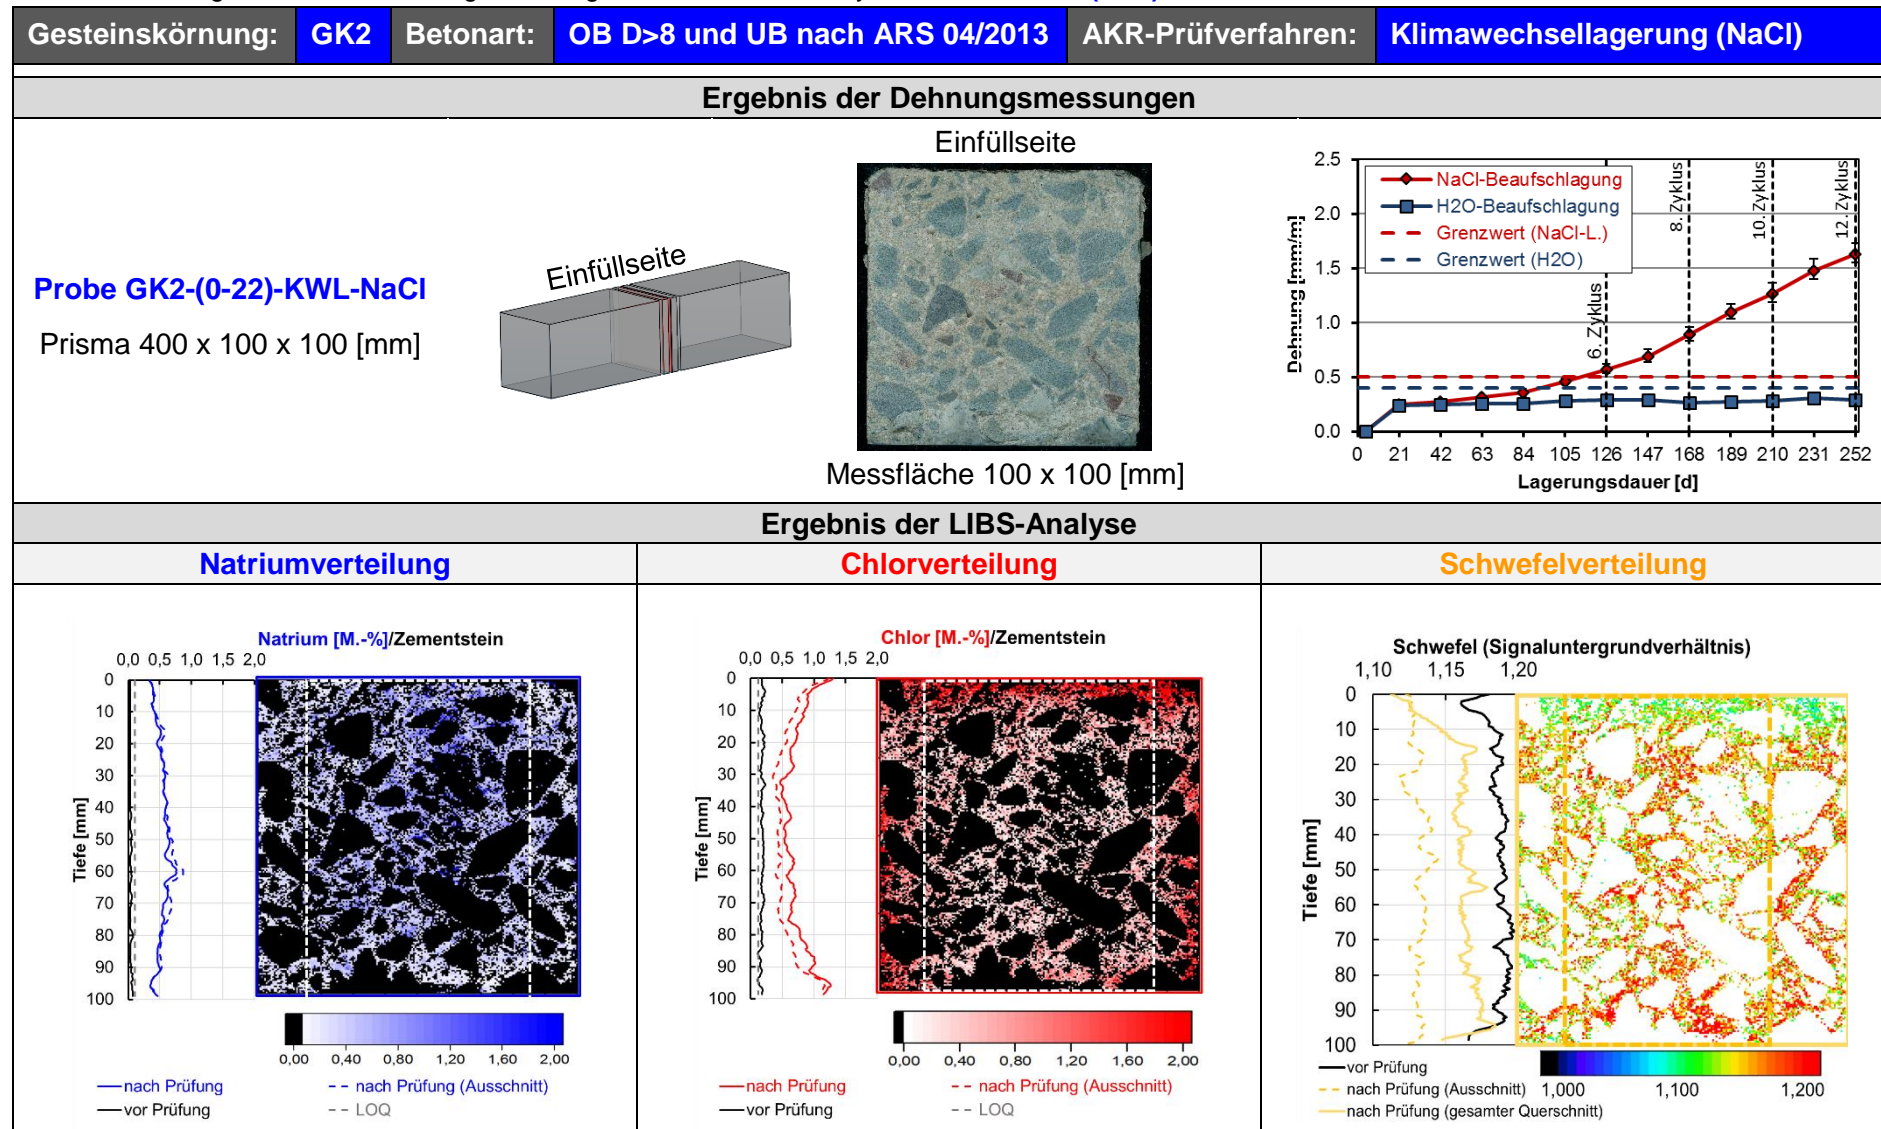 Gesteinskörnung: GK2 Betonart: OB D>8 und UB nach ARS 04/2013 AKR-Prüfverfahren: Klimawechsellagerung (NaCl)
Ergebnis der Dehnungsmessungen
Probe GK2-(0-22)-KWL-NaCl
Prisma 400 x 100 x 100 [mm]
Einfüllseite
Einfüllseite
Messfläche 100 x 100 [mm]
Dehnung [mm/m]
2.5
2.0
1.5
1.0
0.5
0.0
NaCl-Beaufschlagung
H2O-Beaufschlagung
Grenzwert (NaCl-L.)
Grenzwert (H2O)
6. Zyklus
8. Zyklus
10. Zyklus
12. Zyklus
0 21 42 63 84 105 126 147 168 189 210 231 252
Lagerungsdauer [d]
Ergebnis der LIBS-Analyse
Natriumverteilung
Chlorverteilung
Schwefelverteilung
Natrium [M.-%]/Zementstein
0,0 0,5 1,0 1,5 2,0
Tiefe [mm]
0
10
20
30
40
50
60
70
80
90
100
0,00 0,40 0,80 1,20 1,60 2,00
nach Prüfung
nach Prüfung (Ausschnitt)
vor Prüfung
LOQ
Chlor [M.-%]/Zementstein
0,0 0,5 1,0 1,5 2,0
Tiefe [mm]
0
10
20
30
40
50
60
70
80
90
100
0,00 0,40 0,80 1,20 1,60 2,00
nach Prüfung
nach Prüfung (Ausschnitt)
vor Prüfung
LOQ
Schwefel (Signaluntergrundverhältnis)
1,10 1,15 1,20
Tiefe [mm]
0
10
20
30
40
50
60
70
80
90
100
vor Prüfung
nach Prüfung (Ausschnitt)
nach Prüfung (gesamter Querschnitt)
1,000 1,100 1,200